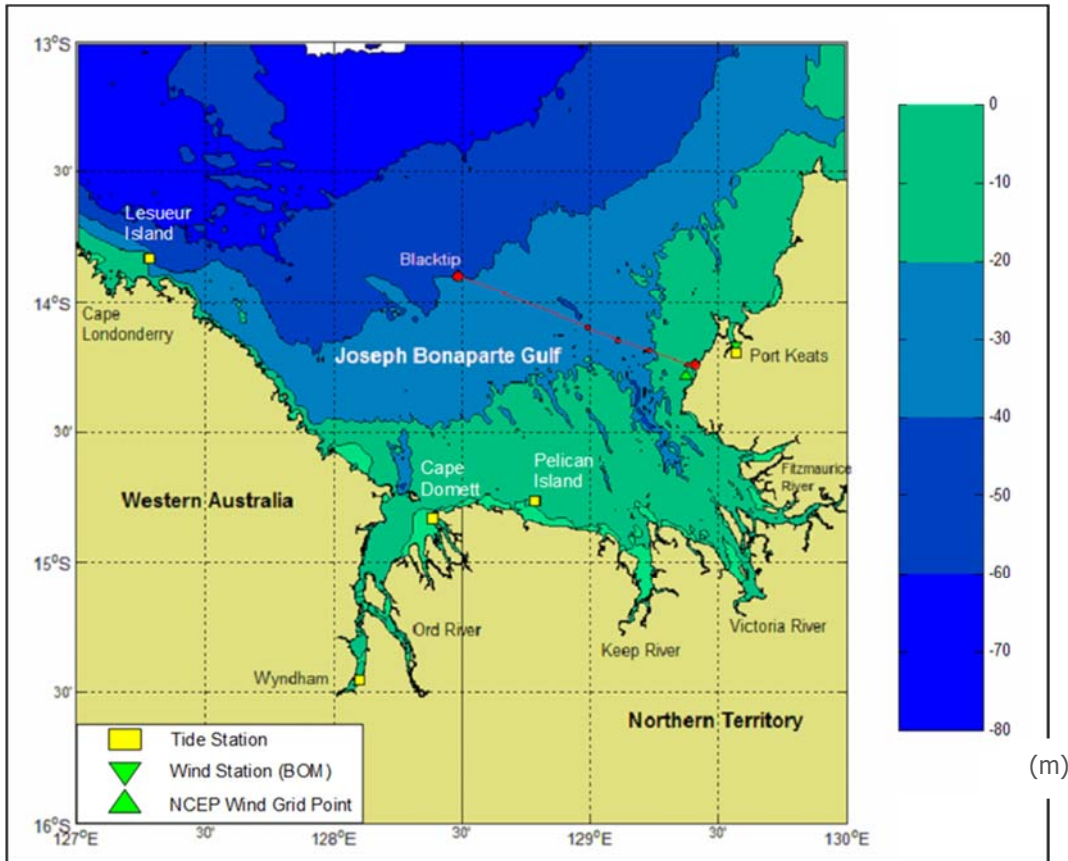 13°S
30'
14°S
30'
15°S
30'
16°S
127°E
30'
128°E
30'
129°E
30'
130°E
Lesueur
Island
Cape
Londonderry
Blacktip
Joseph Bonaparte Gulf
Port Keats
Cape
Domett
Pelican
Island
Fitzmaurice
River
Western Australia
Ord River
Keep River
Victoria River
Wyndham
Northern Territory
Tide Station
Wind Station (BOM)
NCEP Wind Grid Point
0
-10
-20
-30
-40
-50
-60
-70
-80
(m)